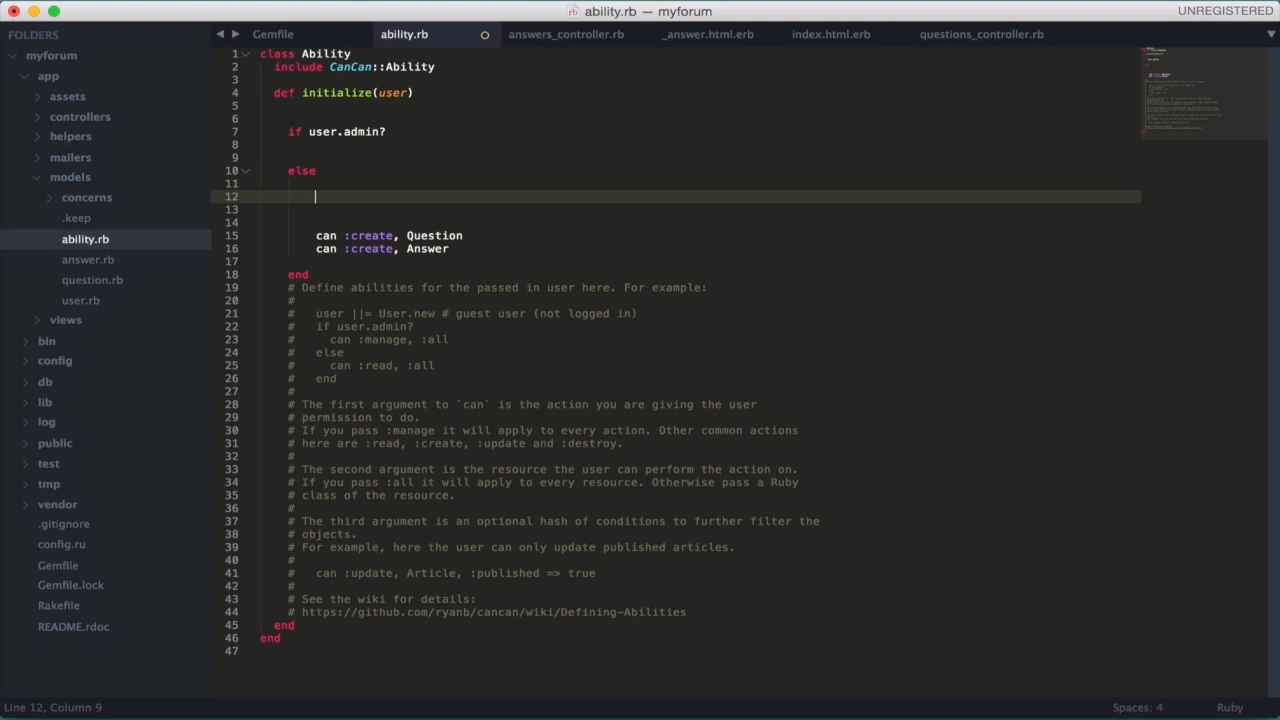 ability.rb — myforum
UNREGISTERED
FOLDERS
myforum
app
assets
controllers
helpers
mailers
models
concerns
.keep
ability.rb
answer.rb
question.rb
user.rb
views
bin
config
db
lib
log
public
test
tmp
vendor
.gitignore
config.ru
Gemfile
Gemfile.lock
Rakefile
README.rdoc
Gemfile
ability.rb
answers_controller.rb
_answer.html.erb
index.html.erb
questions_controller.rb
1 class Ability
2 include CanCan::Ability
3
4 def initialize(user)
5
6
7 if user.admin?
8
9
10 else
11
12
13
14
15 can :create, Question
16 can :create, Answer
17
18 end
19 # Define abilities for the passed in user here. For example:
20 #
21 # user ||= User.new # guest user (not logged in)
22 # if user.admin?
23 # can :manage, :all
24 # else
25 # can :read, :all
26 # end
27 #
28 # The first argument to `can` is the action you are giving the user
29 # permission to do.
30 # If you pass :manage it will apply to every action. Other common actions
31 # here are :read, :create, :update and :destroy.
32 #
33 # The second argument is the resource the user can perform the action on.
34 # If you pass :all it will apply to every resource. Otherwise pass a Ruby
35 # class of the resource.
36 #
37 # The third argument is an optional hash of conditions to further filter the
38 # objects.
39 # For example, here the user can only update published articles.
40 #
41 # can :update, Article, :published => true
42 #
43 # See the wiki for details:
44 # https://github.com/ryanb/cancan/wiki/Defining-Abilities
45 end
46 end
47
Line 12, Column 9
Spaces: 4
Ruby